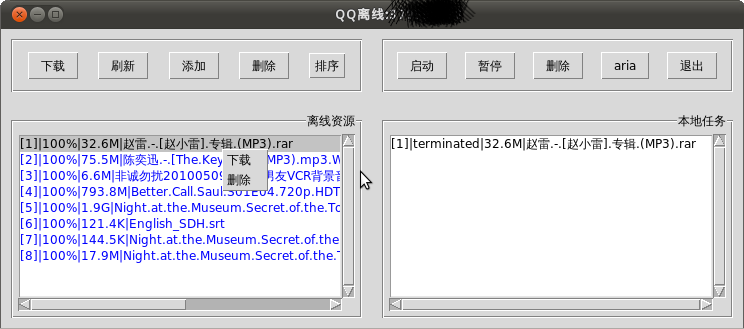 QQ离线:37
下载 刷新 添加 删除 排序
启动 暂停 删除 aria 退出
离线资源
[1]|100%|32.6M|赵雷.-.[赵小雷].专辑.(MP3).rar
[2]|100%|75.5M|陈奕迅.-.[The.Key MP3).mp3.W
[3]|100%|6.6M|非诚勿扰20100509 男友VCR背景音
[4]|100%|793.8M|Better.Call.Saul.S01E04.720p.HDT
[5]|100%|1.9G|Night.at.the.Museum.Secret.of.the.To
[6]|100%|121.4K|English_SDH.srt
[7]|100%|144.5K|Night.at.the.Museum.Secret.of.the.
[8]|100%|17.9M|Night.at.the.Museum.Secret.of.the.T
下载
删除
本地任务
[1]|terminated|32.6M|赵雷.-.[赵小雷].专辑.(MP3).rar